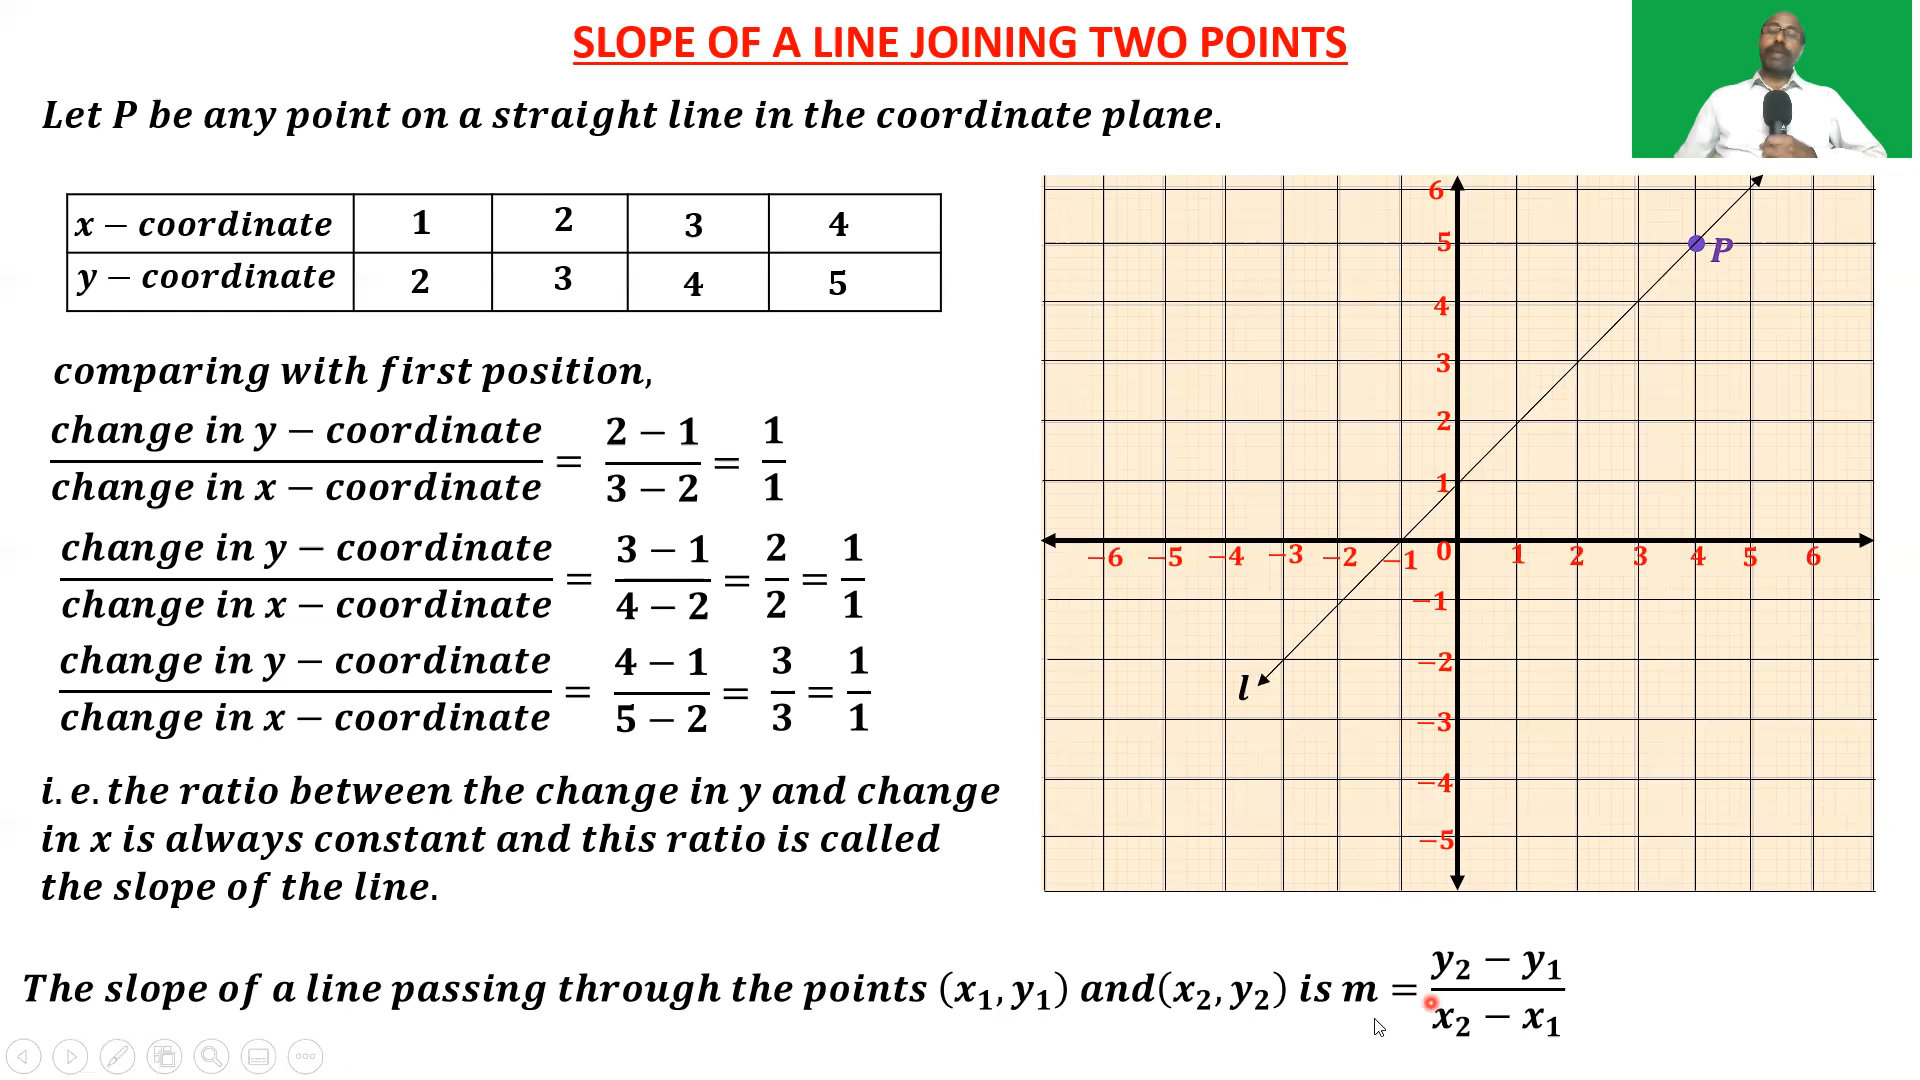 SLOPE OF A LINE JOINING TWO POINTS
Let P be any point on a straight line in the coordinate plane.
x − coordinate 1 2 3 4
y − coordinate 2 3 4 5
comparing with first position,
change in y − coordinate / change in x − coordinate = 2 − 1 / 3 − 2 = 1 / 1
change in y − coordinate / change in x − coordinate = 3 − 1 / 4 − 2 = 2 / 2 = 1 / 1
change in y − coordinate / change in x − coordinate = 4 − 1 / 5 − 2 = 3 / 3 = 1 / 1
i.e. the ratio between the change in y and change
in x is always constant and this ratio is called
the slope of the line.
The slope of a line passing through the points (x₁, y₁) and(x₂, y₂) is m = y₂ − y₁ / x₂ − x₁
6
5
P
4
3
2
1
−6 −5 −4 −3 −2 −1 0 1 2 3 4 5 6
−1
−2
l
−3
−4
−5